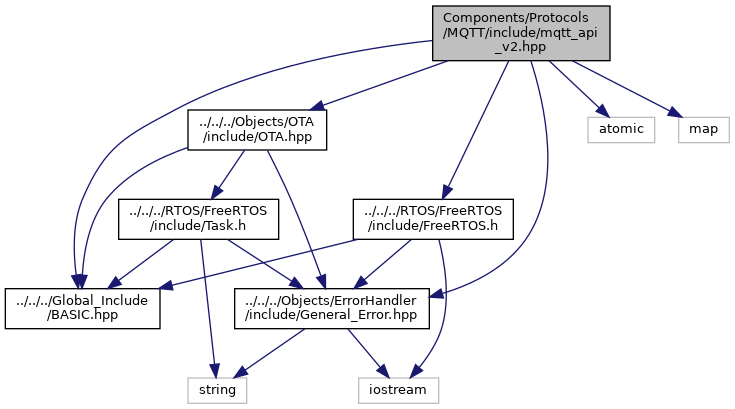 Components/Protocols
/MQTT/include/mqtt_api
_v2.hpp
../../../Objects/OTA
/include/OTA.hpp
atomic
map
../../../RTOS/FreeRTOS
/include/Task.h
../../../RTOS/FreeRTOS
/include/FreeRTOS.h
../../../Global_Include
/BASIC.hpp
../../../Objects/ErrorHandler
/include/General_Error.hpp
string
iostream